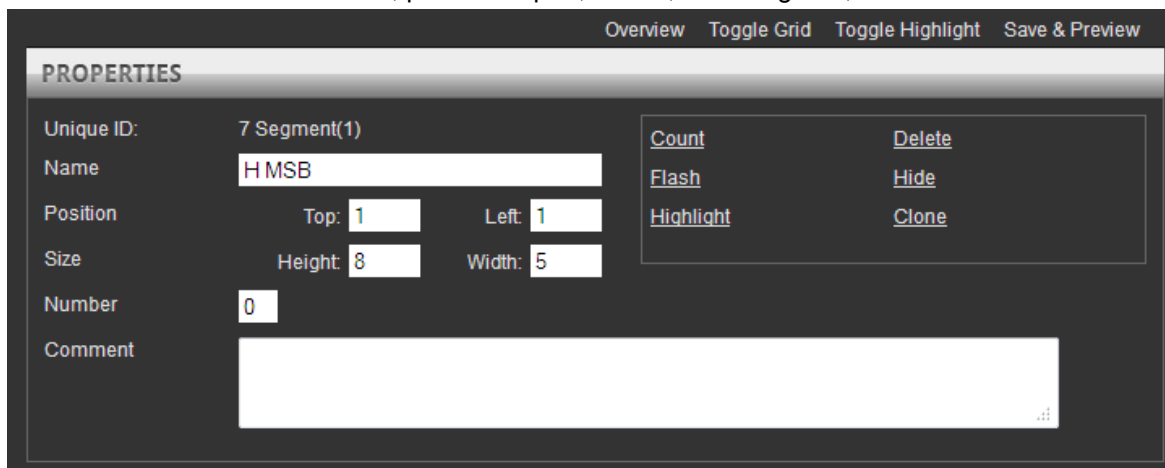 Overview Toggle Grid Toggle Highlight Save & Preview
PROPERTIES
Unique ID: 7 Segment(1)
Name H MSB
Position Top: 1 Left: 1
Size Height: 8 Width: 5
Number 0
Comment
Count Delete
Flash Hide
Highlight Clone